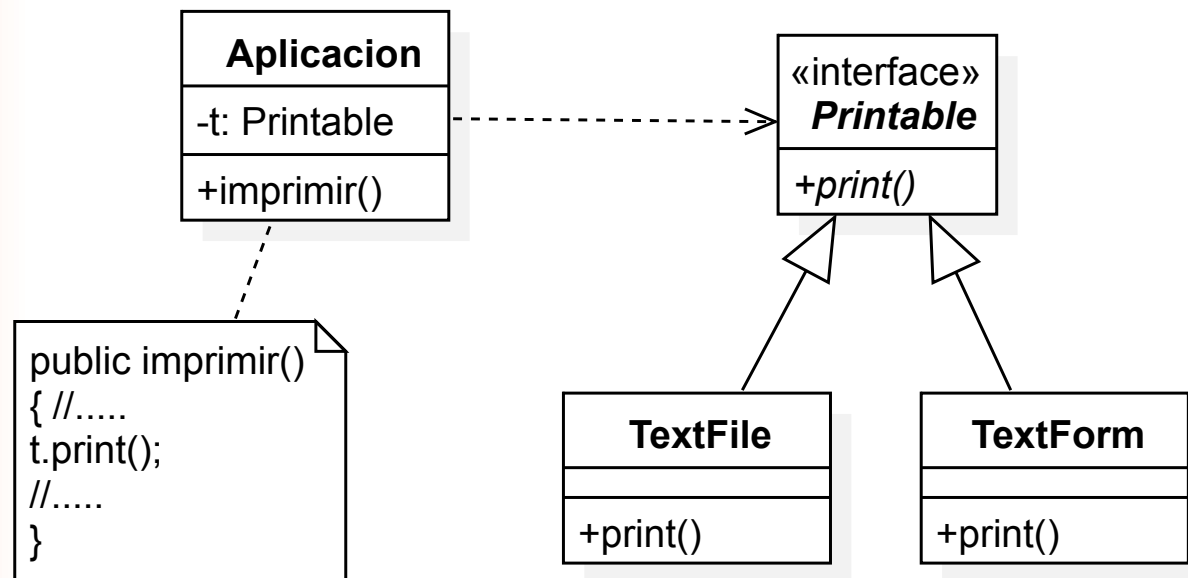 Aplicacion
-t: Printable
+imprimir()
«interface»
Printable
+print()
public imprimir()
{ //.....
t.print();
//.....
}
TextFile
+print()
TextForm
+print()